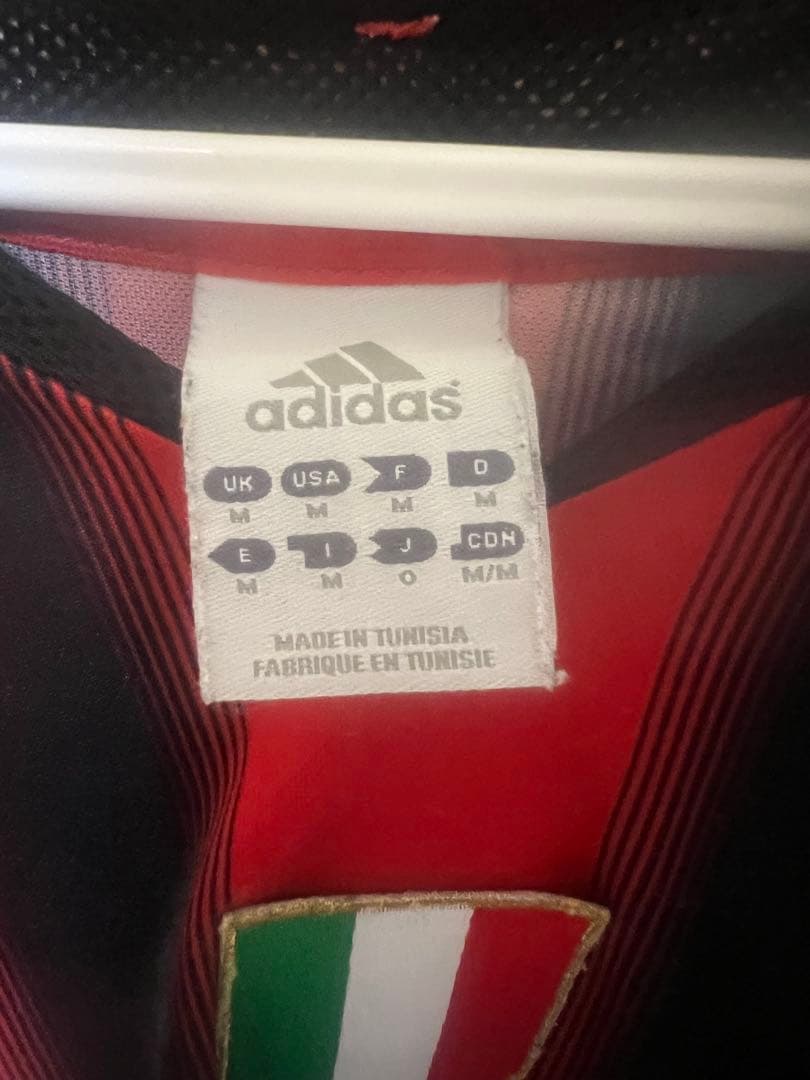 adidas
UK USA F D
M M M M
E I J CDN
M M O M/M
MADE IN TUNISIA
FABRIQUE EN TUNISIE